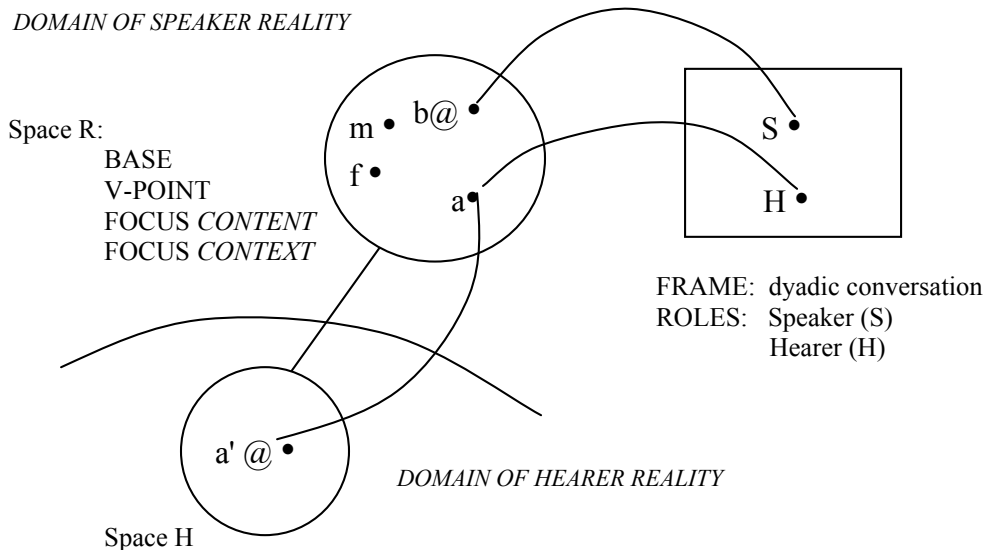 DOMAIN OF SPEAKER REALITY
b@
m
S
Space R:
BASE
f
V-POINT
a
H
FOCUS CONTENT
FOCUS CONTEXT
FRAME: dyadic conversation
ROLES: Speaker (S)
Hearer (H)
a' @
DOMAIN OF HEARER REALITY
Space H